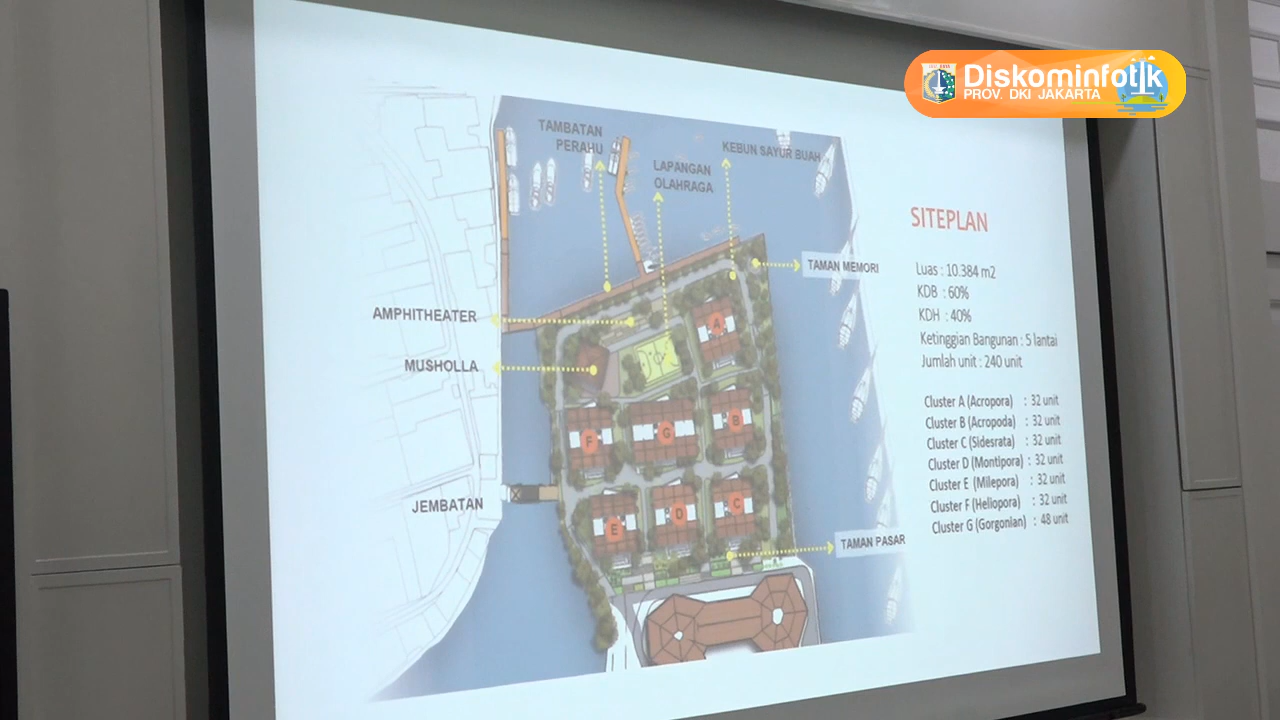 Diskominfotik
PROV. DKI JAKARTA
TAMBATAN
PERAHU
LAPANGAN
OLAHRAGA
KEBUN SAYUR BUAH
TAMAN MEMORI
AMPHITHEATER
MUSHOLLA
JEMBATAN
TAMAN PASAR
A
B
C
D
E
F
G
SITEPLAN
Luas : 10.384 m2
KDB : 60%
KDH : 40%
Ketinggian Bangunan : 5 lantai
Jumlah unit : 240 unit
Cluster A (Acropora) : 32 unit
Cluster B (Acropoda) : 32 unit
Cluster C (Sidesrata) : 32 unit
Cluster D (Montipora) : 32 unit
Cluster E (Milepora) : 32 unit
Cluster F (Heliopora) : 32 unit
Cluster G (Gorgonian) : 48 unit